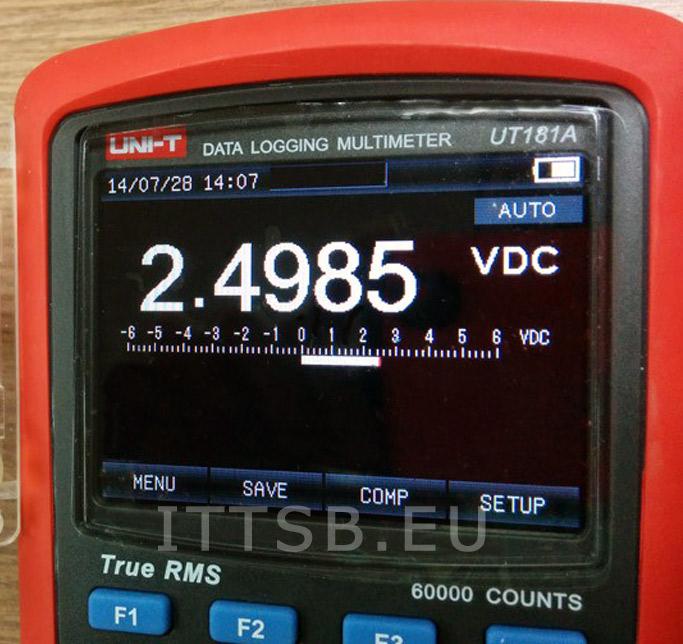 UNI-T DATA LOGGING MULTIMETER UT181A
14/07/28 14:07
AUTO
2.4985 VDC
-6 -5 -4 -3 -2 -1 0 1 2 3 4 5 6 VDC
MENU SAVE COMP SETUP
ITTSB.EU
True RMS 60000 COUNTS
F1 F2 F3